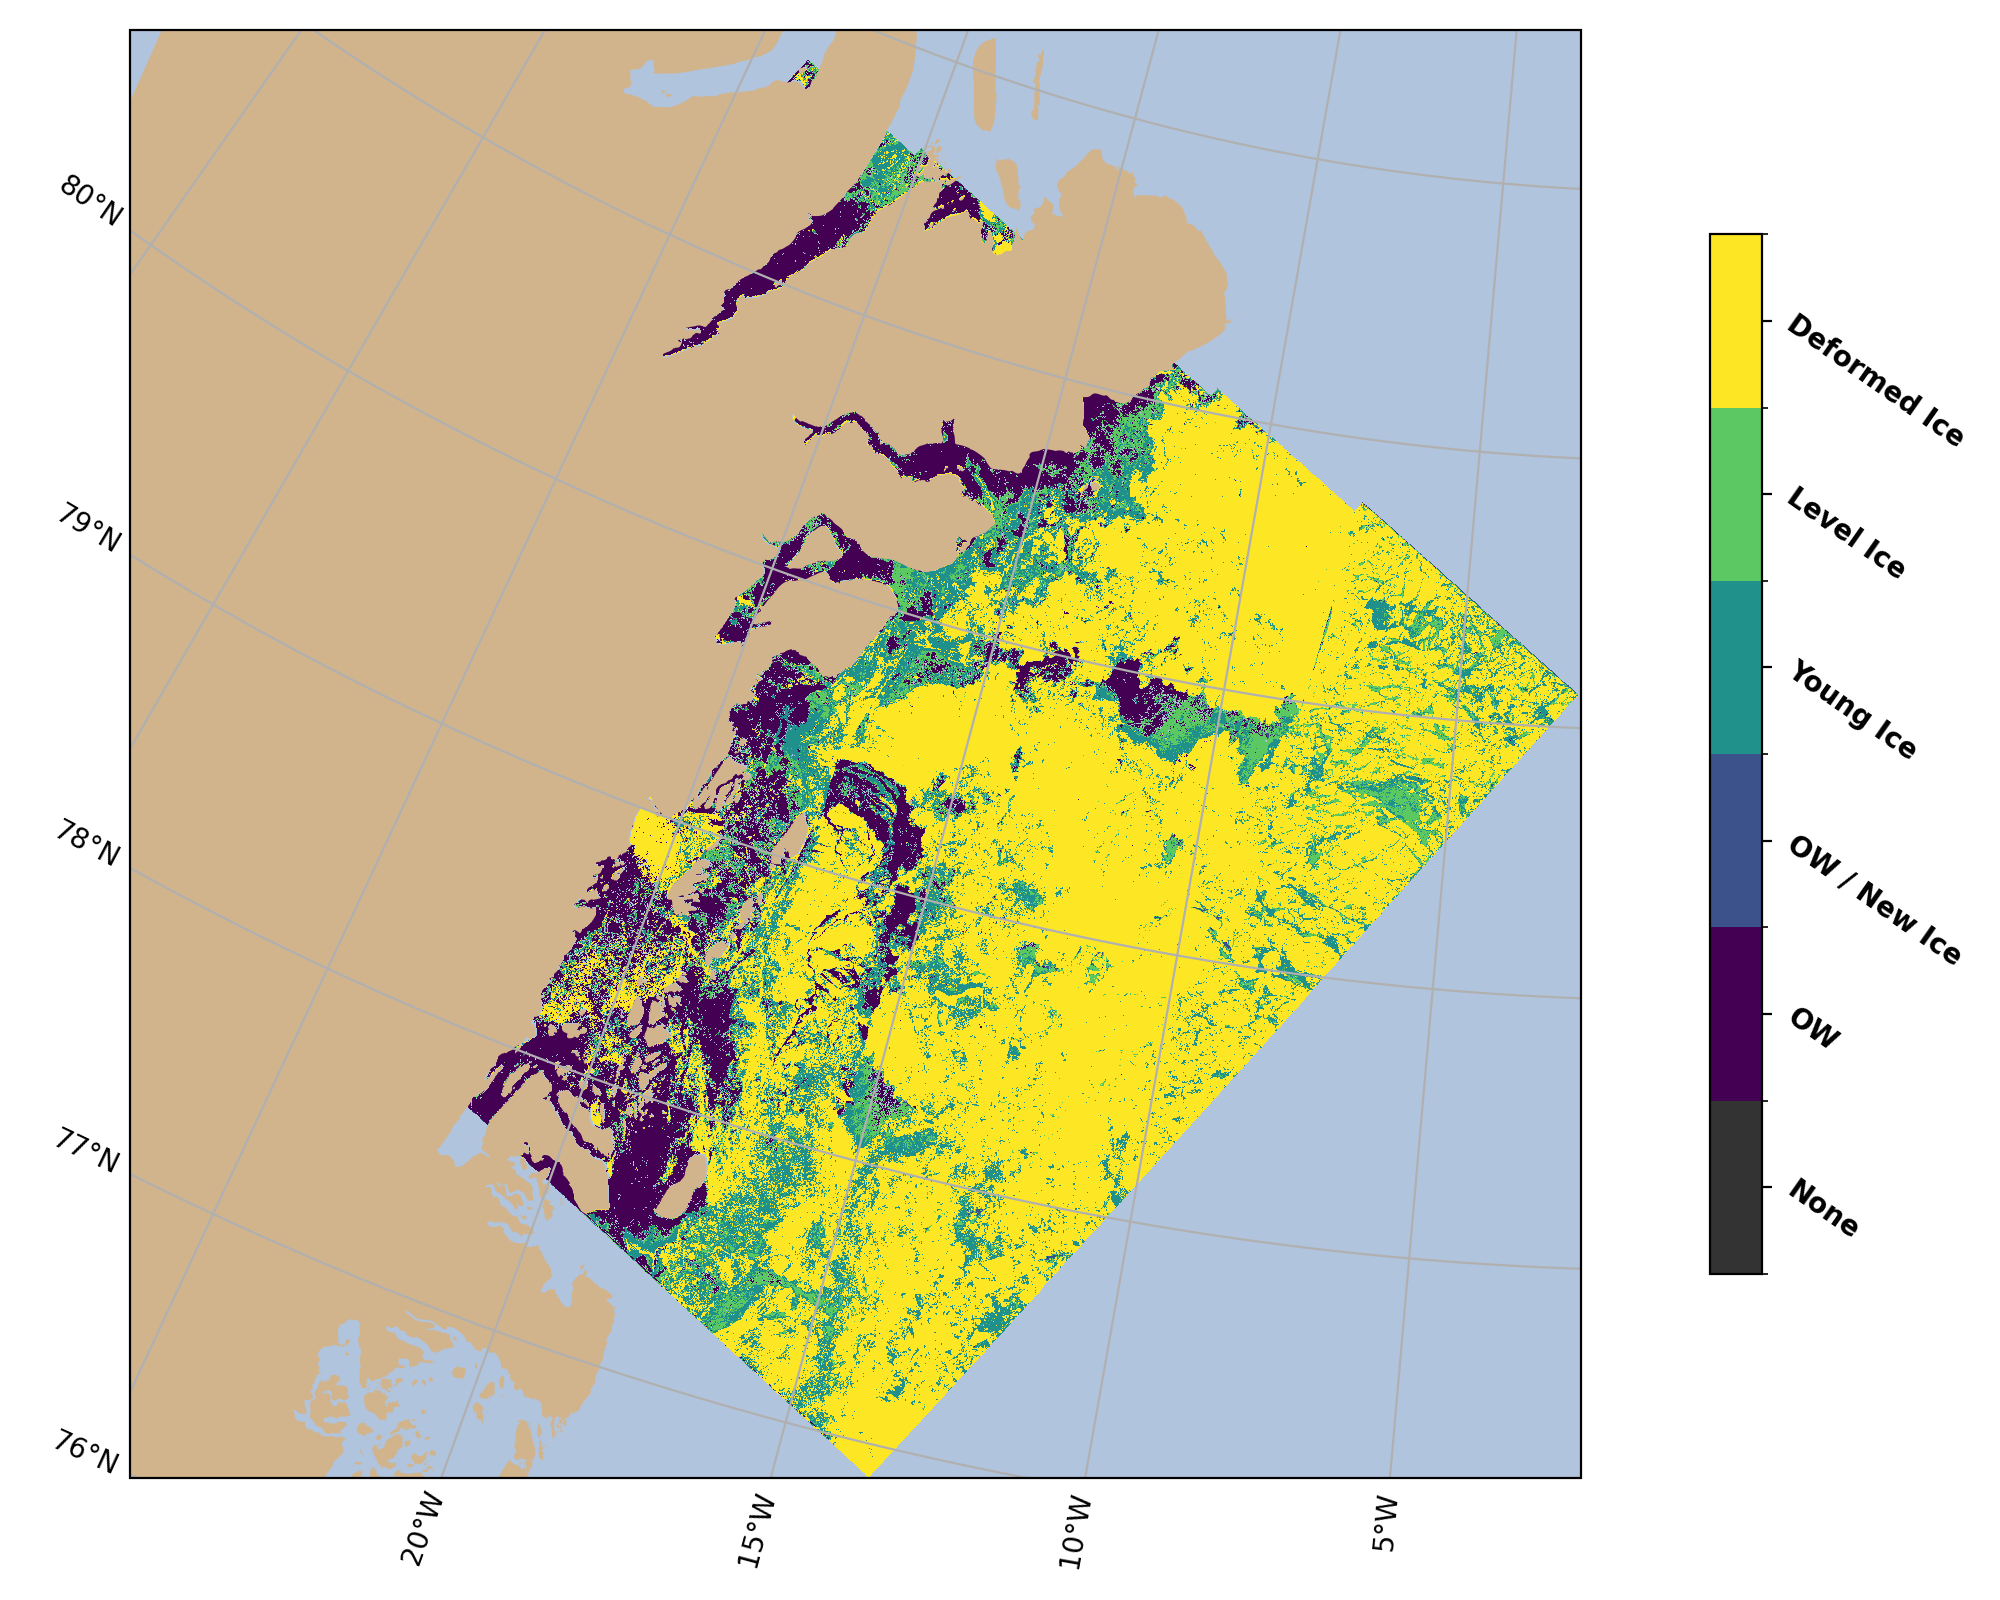 80°N
79°N
78°N
77°N
76°N
20°W
15°W
10°W
5°W
Deformed Ice
Level Ice
Young Ice
OW / New Ice
OW
None